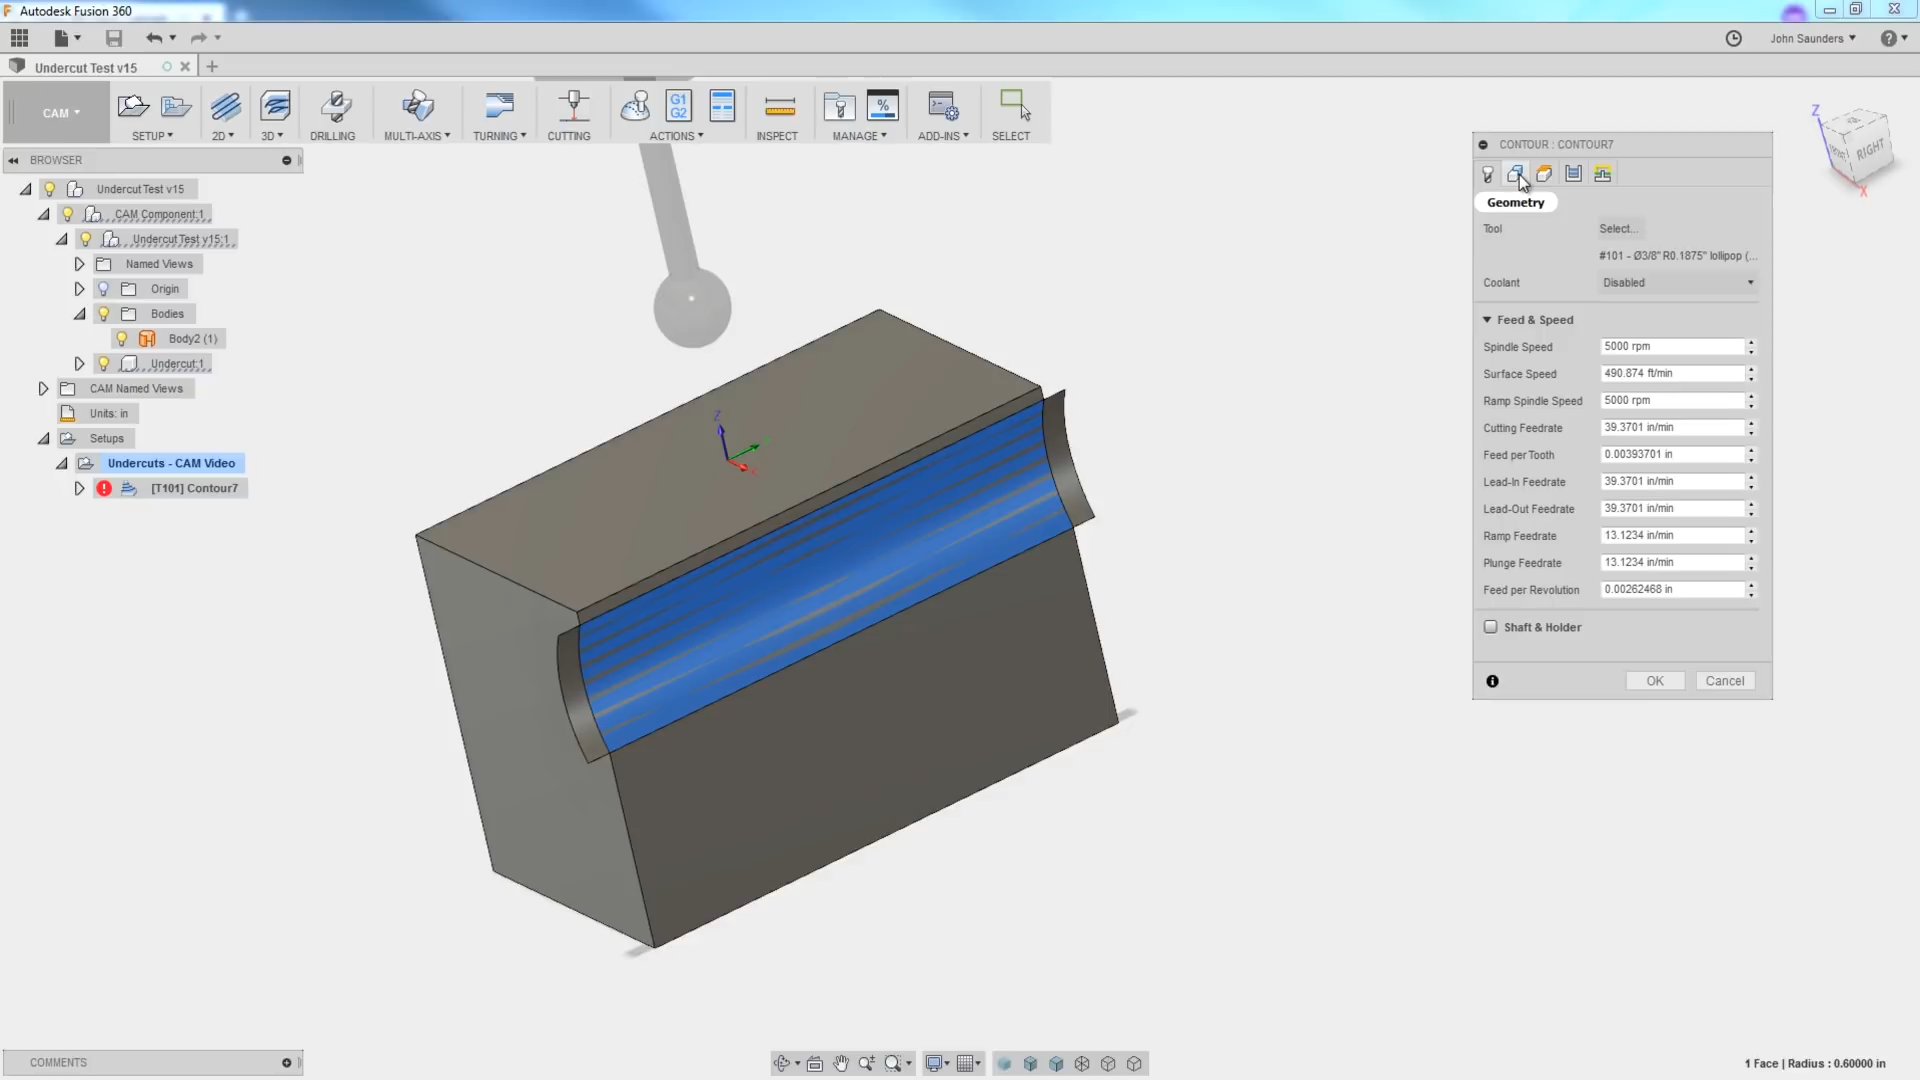 Autodesk Fusion 360
John Saunders
Undercut Test v15
CAM
SETUP
2D
3D
DRILLING
MULTI-AXIS
TURNING
CUTTING
G1
G2
ACTIONS
INSPECT
%
MANAGE
ADD-INS
SELECT
BROWSER
Undercut Test v15
CAM Component:1
Undercut Test v15:1
Named Views
Origin
Bodies
Body2 (1)
Undercut:1
CAM Named Views
Units: in
Setups
Undercuts - CAM Video
[T101] Contour7
Z
Z
RIGHT
X
CONTOUR : CONTOUR7
Geometry
Tool
Select...
#101 - Ø3/8" R0.1875" lollipop (...
Coolant
Disabled
Feed & Speed
Spindle Speed
5000 rpm
Surface Speed
490.874 ft/min
Ramp Spindle Speed
5000 rpm
Cutting Feedrate
39.3701 in/min
Feed per Tooth
0.00393701 in
Lead-In Feedrate
39.3701 in/min
Lead-Out Feedrate
39.3701 in/min
Ramp Feedrate
13.1234 in/min
Plunge Feedrate
13.1234 in/min
Feed per Revolution
0.00262468 in
Shaft & Holder
OK
Cancel
COMMENTS
1 Face | Radius : 0.60000 in